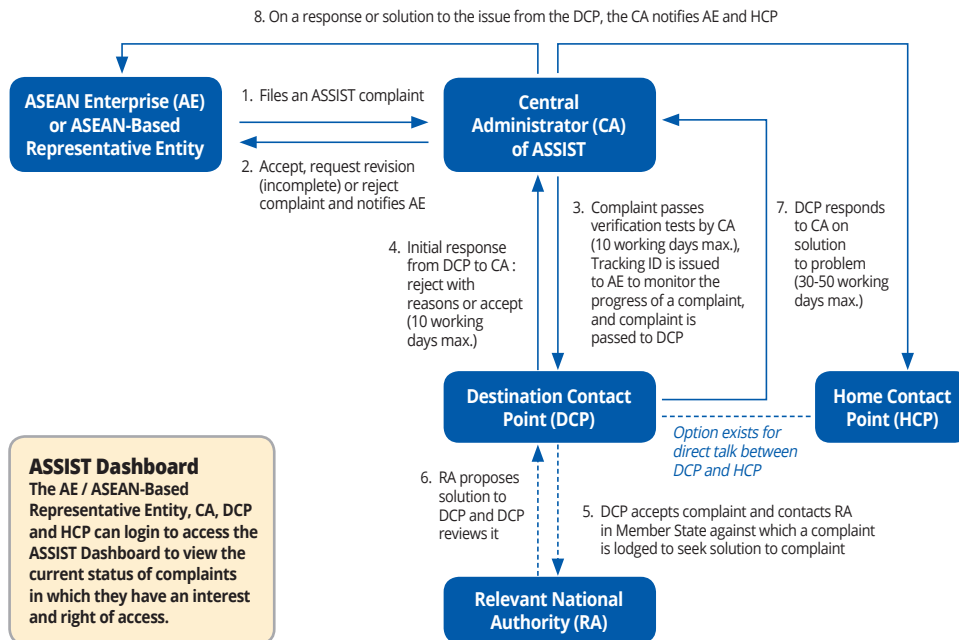 8. On a response or solution to the issue from the DCP, the CA notifies AE and HCP
ASEAN Enterprise (AE)
or ASEAN-Based
Representative Entity
1. Files an ASSIST complaint
2. Accept, request revision
(incomplete) or reject
complaint and notifies AE
Central
Administrator (CA)
of ASSIST
4. Initial response
from DCP to CA :
reject with
reasons or accept
(10 working
days max.)
3. Complaint passes
verification tests by CA
(10 working days max.),
Tracking ID is issued
to AE to monitor the
progress of a complaint,
and complaint is
passed to DCP
7. DCP responds
to CA on
solution
to problem
(30-50 working
days max.)
Destination Contact
Point (DCP)
Option exists for
direct talk between
DCP and HCP
Home Contact
Point (HCP)
6. RA proposes
solution to
DCP and DCP
reviews it
5. DCP accepts complaint and contacts RA
in Member State against which a complaint
is lodged to seek solution to complaint
Relevant National
Authority (RA)
ASSIST Dashboard
The AE / ASEAN-Based
Representative Entity, CA, DCP
and HCP can login to access the
ASSIST Dashboard to view the
current status of complaints
in which they have an interest
and right of access.